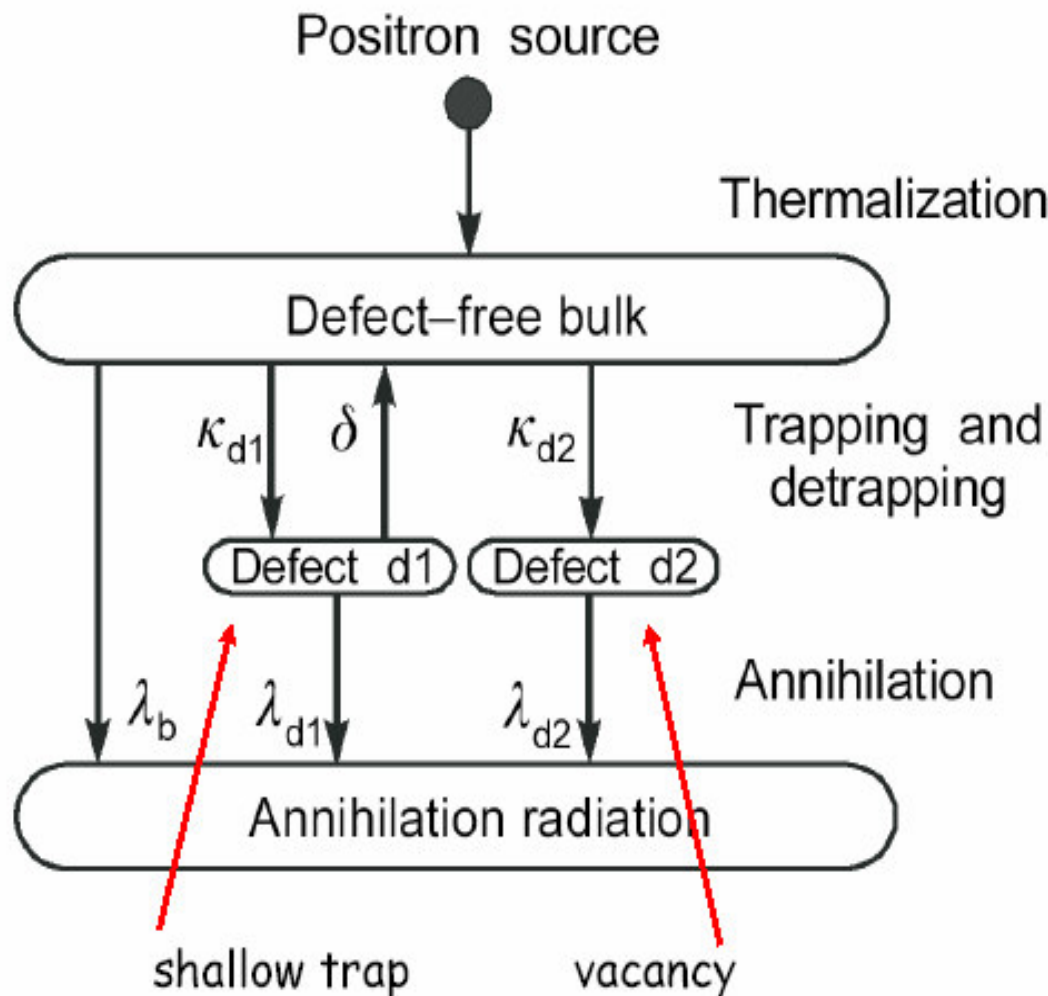 Positron source
Thermalization
Defect–free bulk
κd1
δ
κd2
Trapping and
detrapping
Defect d1
Defect d2
Annihilation
λb
λd1
λd2
Annihilation radiation
shallow trap
vacancy